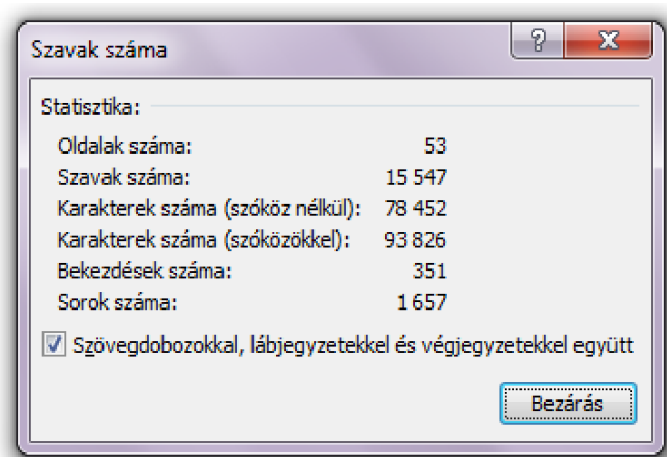 Szavak száma
Statisztika:
Oldalak száma: 53
Szavak száma: 15 547
Karakterek száma (szóköz nélkül): 78 452
Karakterek száma (szóközökkel): 93 826
Bekezdések száma: 351
Sorok száma: 1 657
Szövegdobozokkal, lábjegyzetekkel és végjegyzetekkel együtt
Bezárás